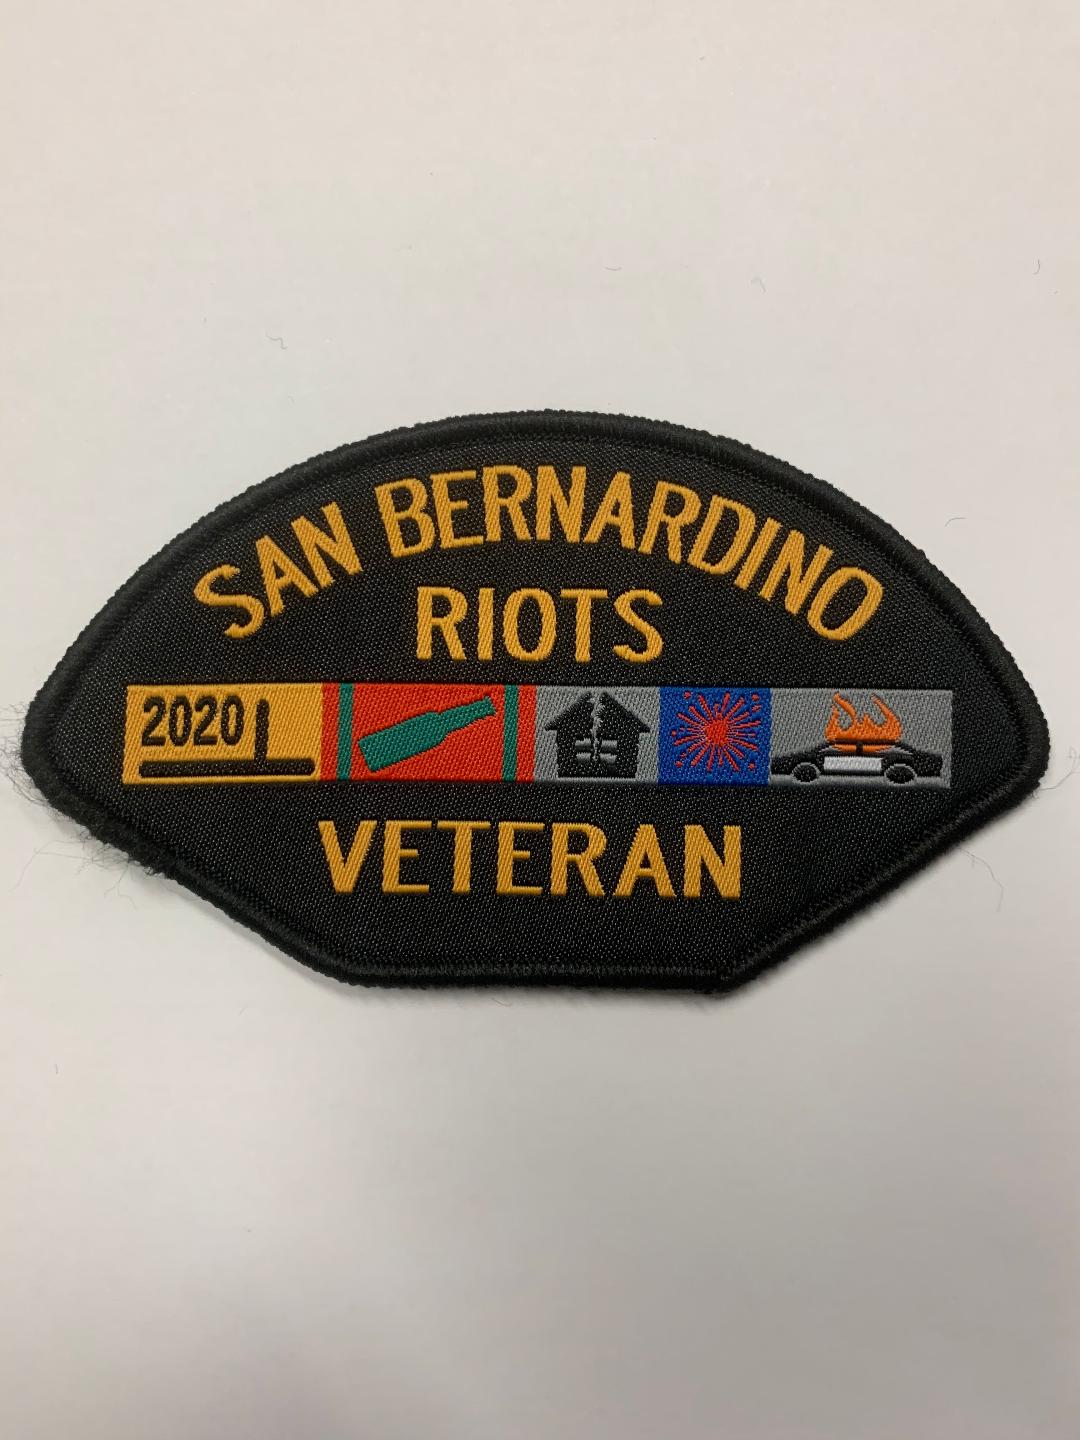 SAN BERNARDINO
RIOTS
2020
VETERAN